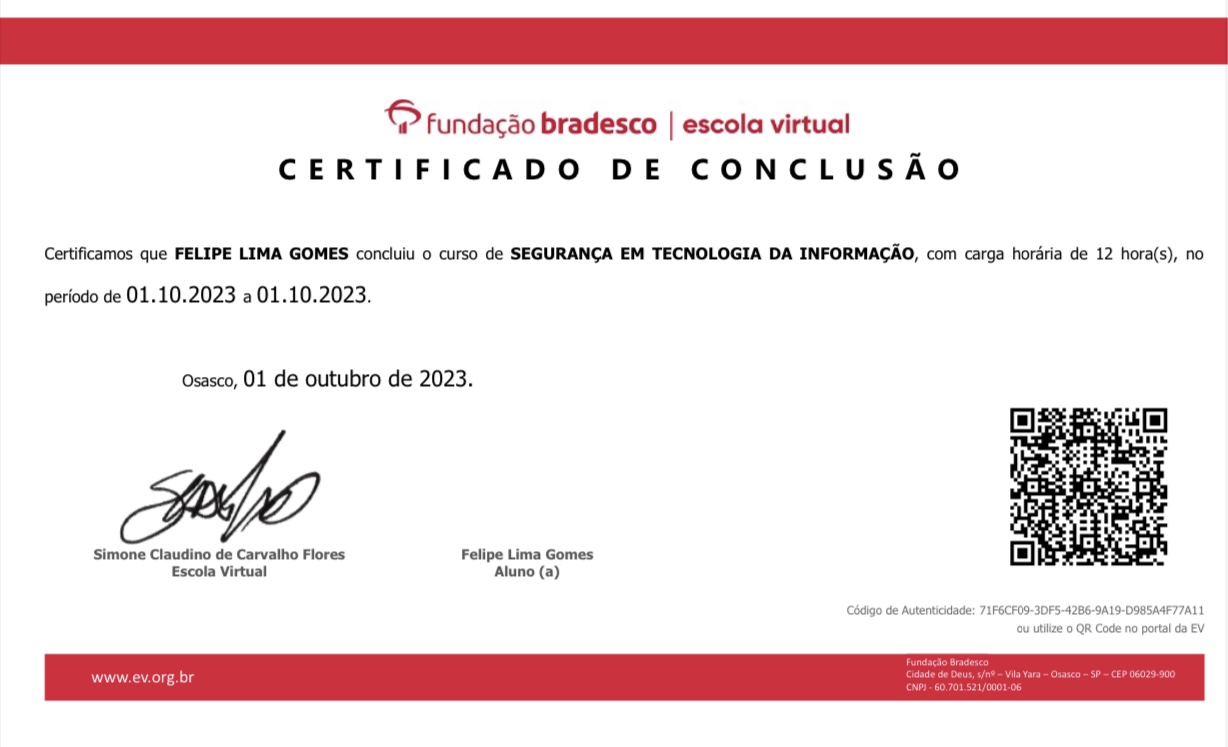 fundação bradesco | escola virtual
CERTIFICADO DE CONCLUSÃO
Certificamos que FELIPE LIMA GOMES concluiu o curso de SEGURANÇA EM TECNOLOGIA DA INFORMAÇÃO, com carga horária de 12 hora(s), no
período de 01.10.2023 a 01.10.2023.
Osasco, 01 de outubro de 2023.
Simone Claudino de Carvalho Flores
Escola Virtual
Felipe Lima Gomes
Aluno (a)
Código de Autenticidade: 71F6CF09-3DF5-42B6-9A19-D985A4F77A11
ou utilize o QR Code no portal da EV
www.ev.org.br
Fundação Bradesco
Cidade de Deus, s/nº – Vila Yara – Osasco – SP – CEP 06029-900
CNPJ - 60.701.521/0001-06